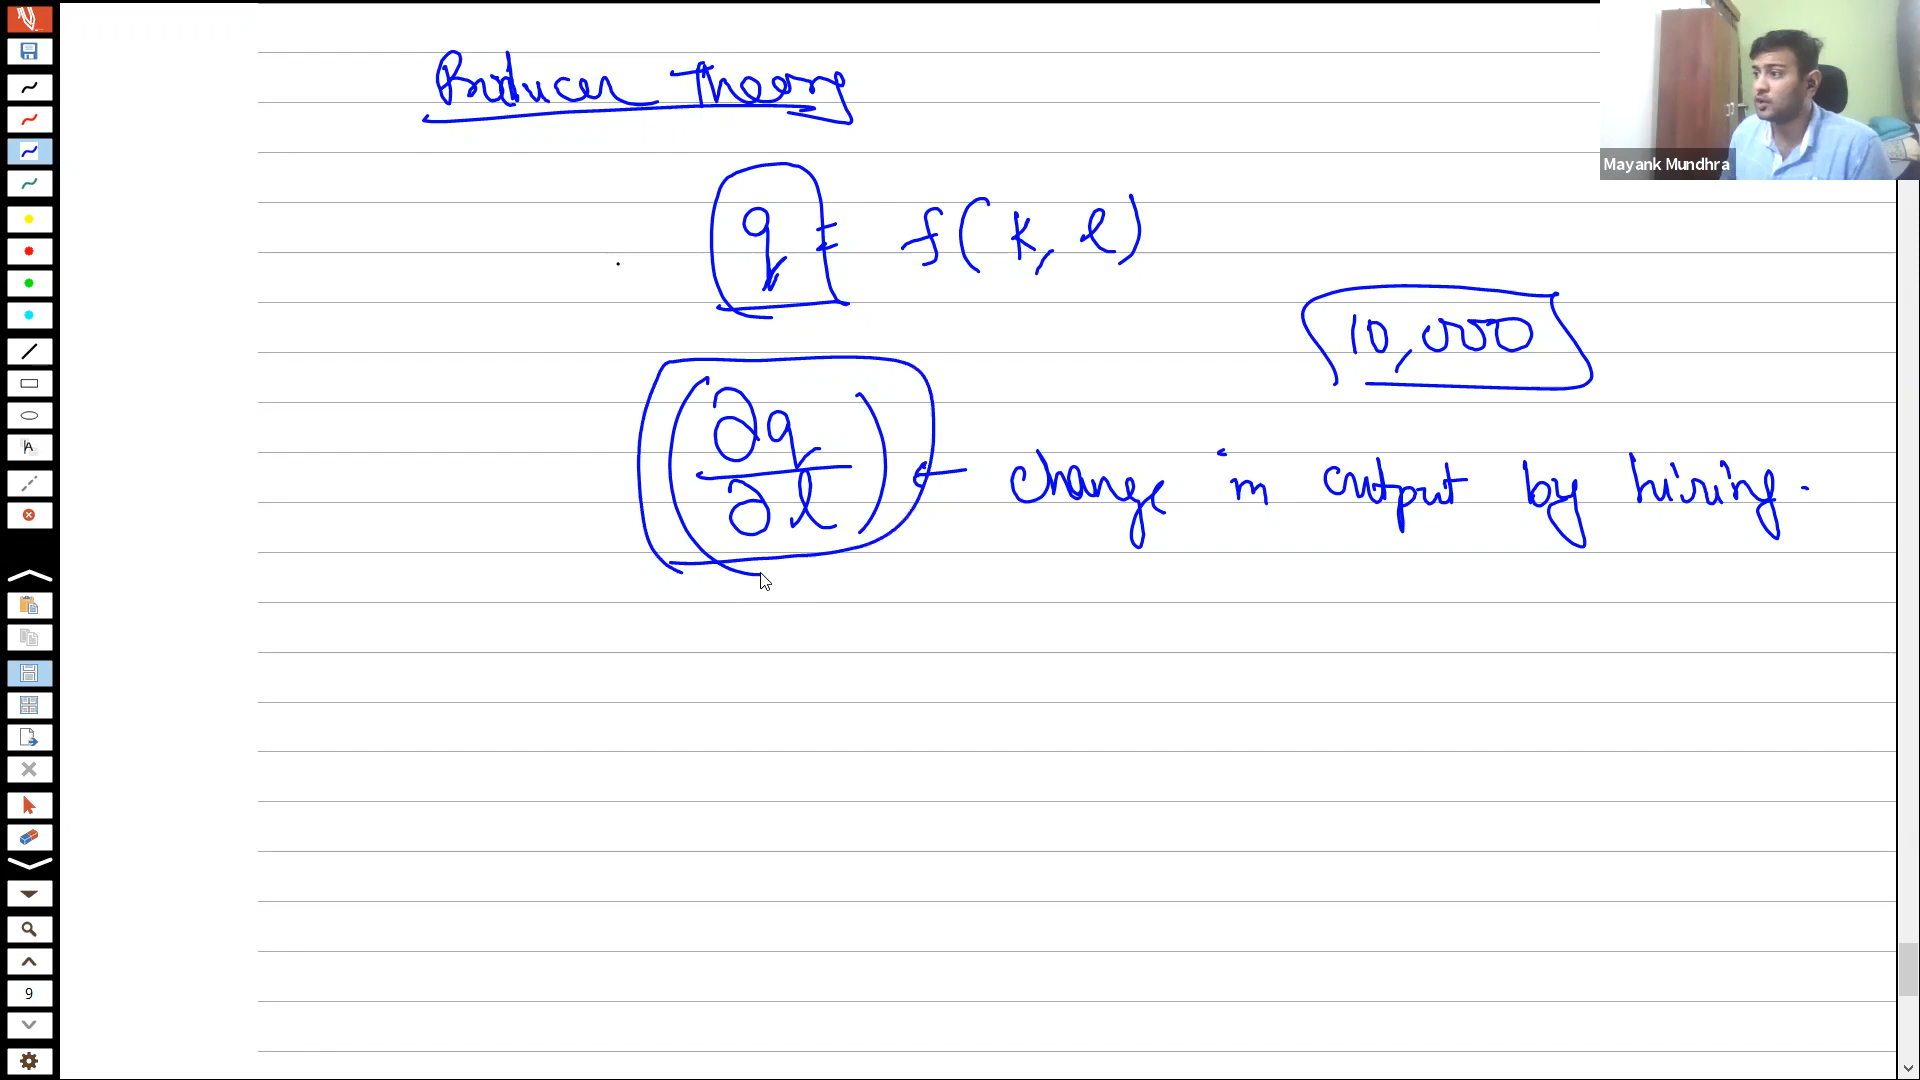 Producer Theory
Mayank Mundhra
q = f(k, l)
10,000
(∂q/∂l) ← change in output by hiring.
9